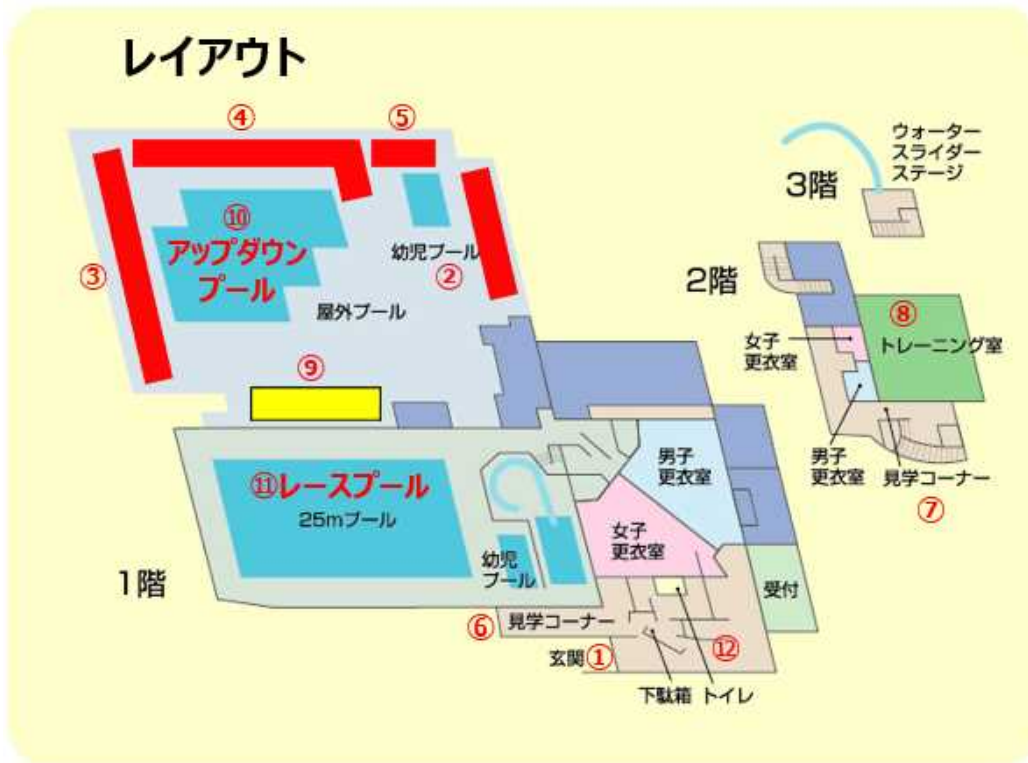 レイアウト
④
⑤
ウォーター
スライダー
ステージ
3階
⑩
アップダウン
プール
幼児プール
②
③
2階
屋外プール
⑧
トレーニング室
女子
更衣室
⑨
男子
更衣室
見学コーナー
⑦
⑪レースプール
25mプール
男子
更衣室
女子
更衣室
幼児
プール
1階
受付
⑥
見学コーナー
玄関①
⑫
下駄箱
トイレ